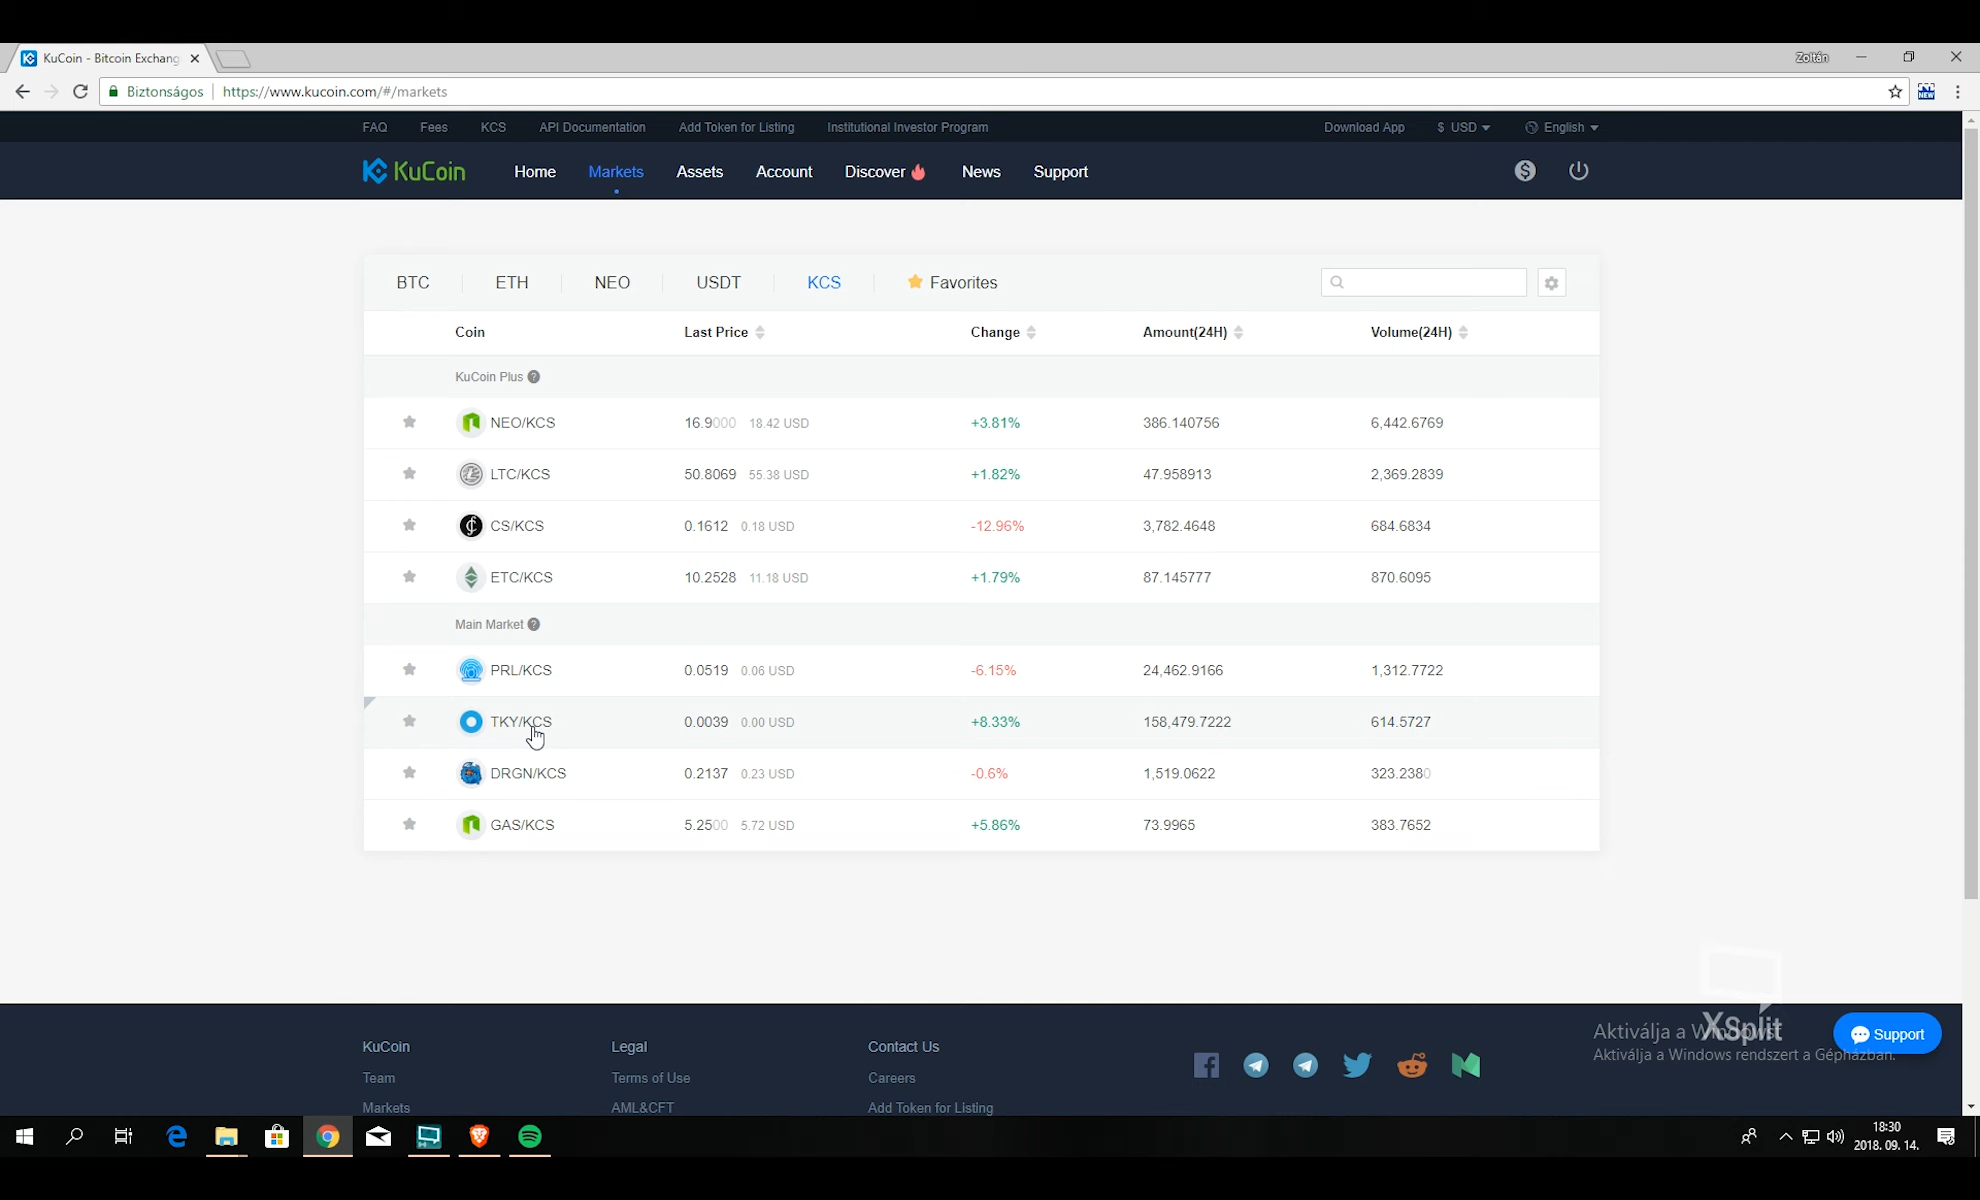 KuCoin - Bitcoin Exchang
Zoltán
Biztonságos https://www.kucoin.com/#/markets
NEW
FAQ Fees KCS API Documentation Add Token for Listing Institutional Investor Program Download App $ USD English
KuCoin Home Markets Assets Account Discover News Support
BTC ETH NEO USDT KCS Favorites
Coin Last Price Change Amount(24H) Volume(24H)
KuCoin Plus ?
NEO/KCS 16.9000 18.42 USD +3.81% 386.140756 6,442.6769
LTC/KCS 50.8069 55.38 USD +1.82% 47.958913 2,369.2839
CS/KCS 0.1612 0.18 USD -12.96% 3,782.4648 684.6834
ETC/KCS 10.2528 11.18 USD +1.79% 87.145777 870.6095
Main Market ?
PRL/KCS 0.0519 0.06 USD -6.15% 24,462.9166 1,312.7722
TKY/KCS 0.0039 0.00 USD +8.33% 158,479.7222 614.5727
DRGN/KCS 0.2137 0.23 USD -0.6% 1,519.0622 323.2380
GAS/KCS 5.2500 5.72 USD +5.86% 73.9965 383.7652
XSplit
Aktiválja a Windowst
Aktiválja a Windows rendszert a Gépházban.
Support
KuCoin Legal Contact Us
Team Terms of Use Careers
Markets AML&CFT Add Token for Listing
18:30
2018. 09. 14.